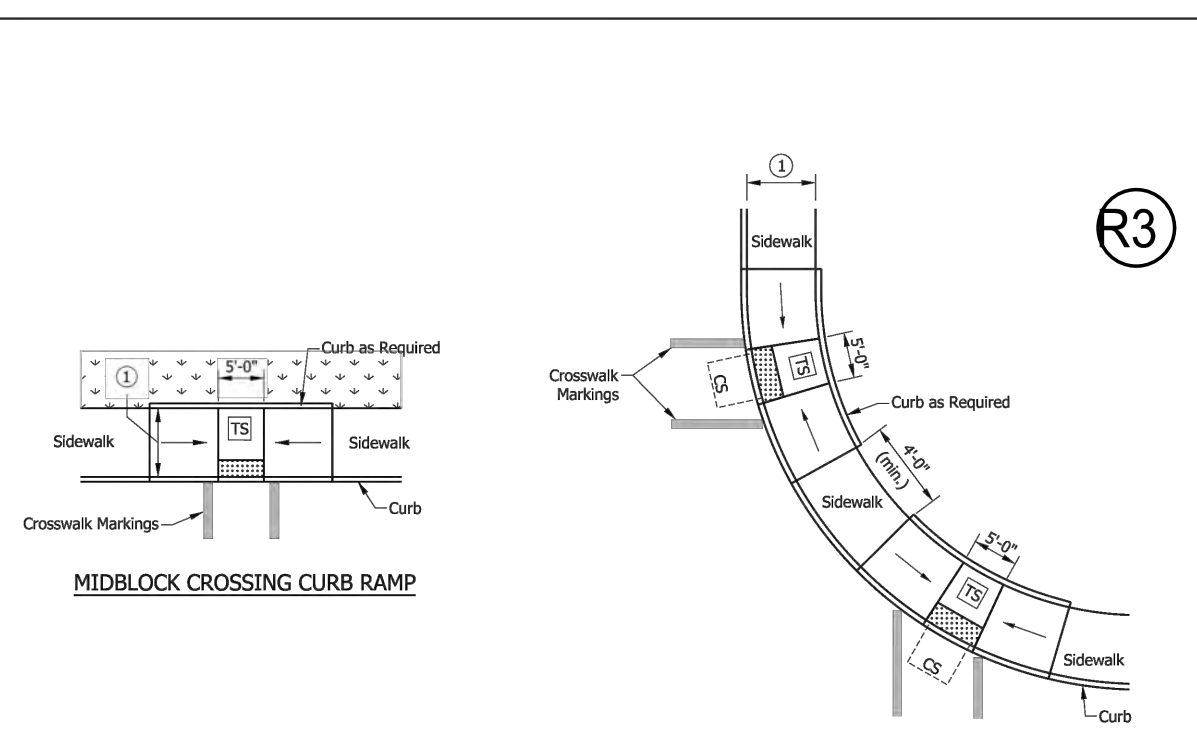 Curb as Required
1
5'-0"
TS
Sidewalk
Sidewalk
Curb
Crosswalk Markings
MIDBLOCK CROSSING CURB RAMP
1
R3
Sidewalk
5'-0"
TS
CS
Crosswalk
Markings
Curb as Required
4'-0"
(min.)
Sidewalk
5'-0"
TS
CS
Sidewalk
Curb